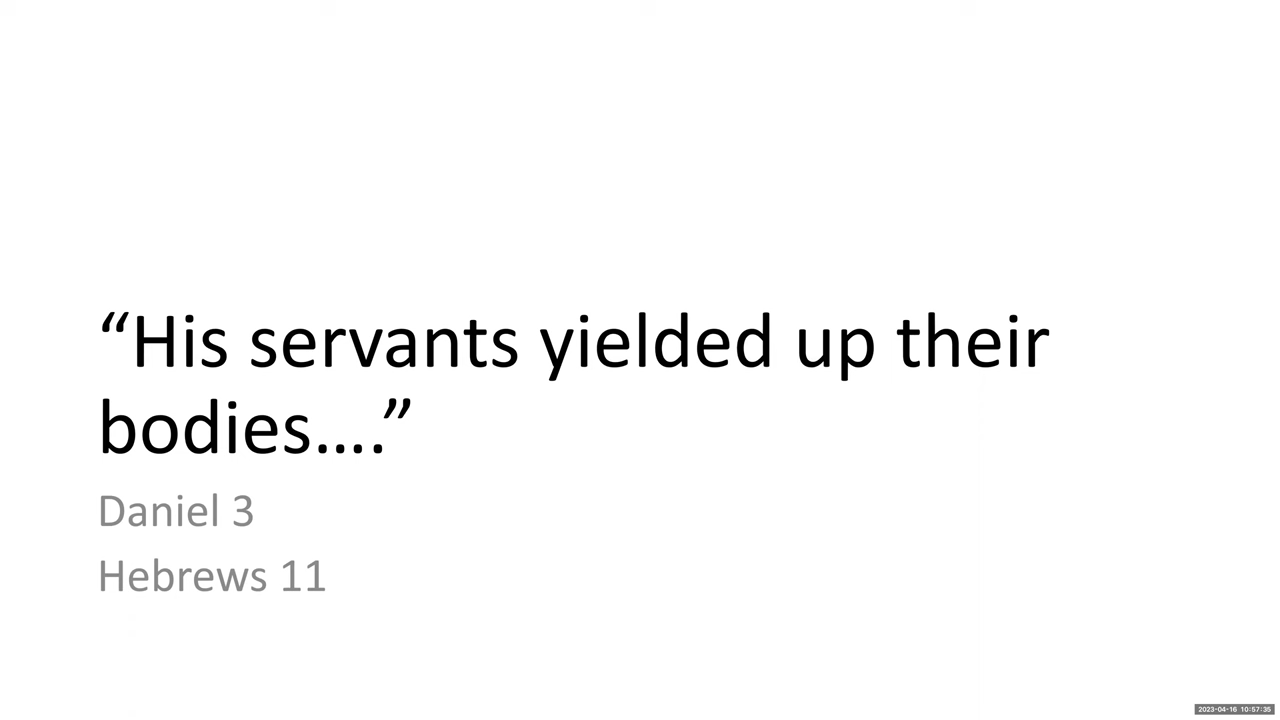 “His servants yielded up their
bodies….”
Daniel 3
Hebrews 11
2023-04-16 10:57:35